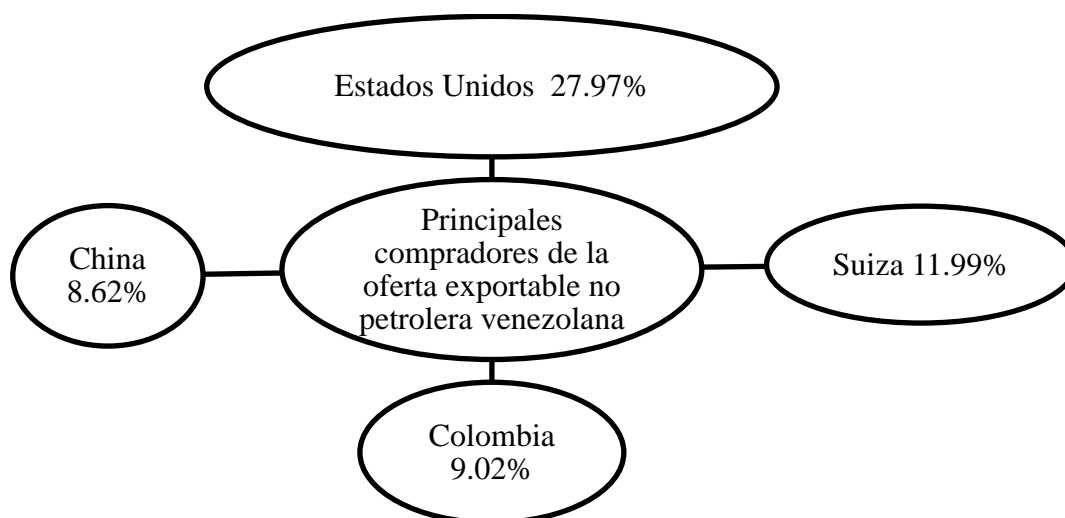 Estados Unidos  27.97%
Principales
compradores de la
oferta exportable no
petrolera venezolana
China
8.62%
Suiza 11.99%
Colombia
9.02%